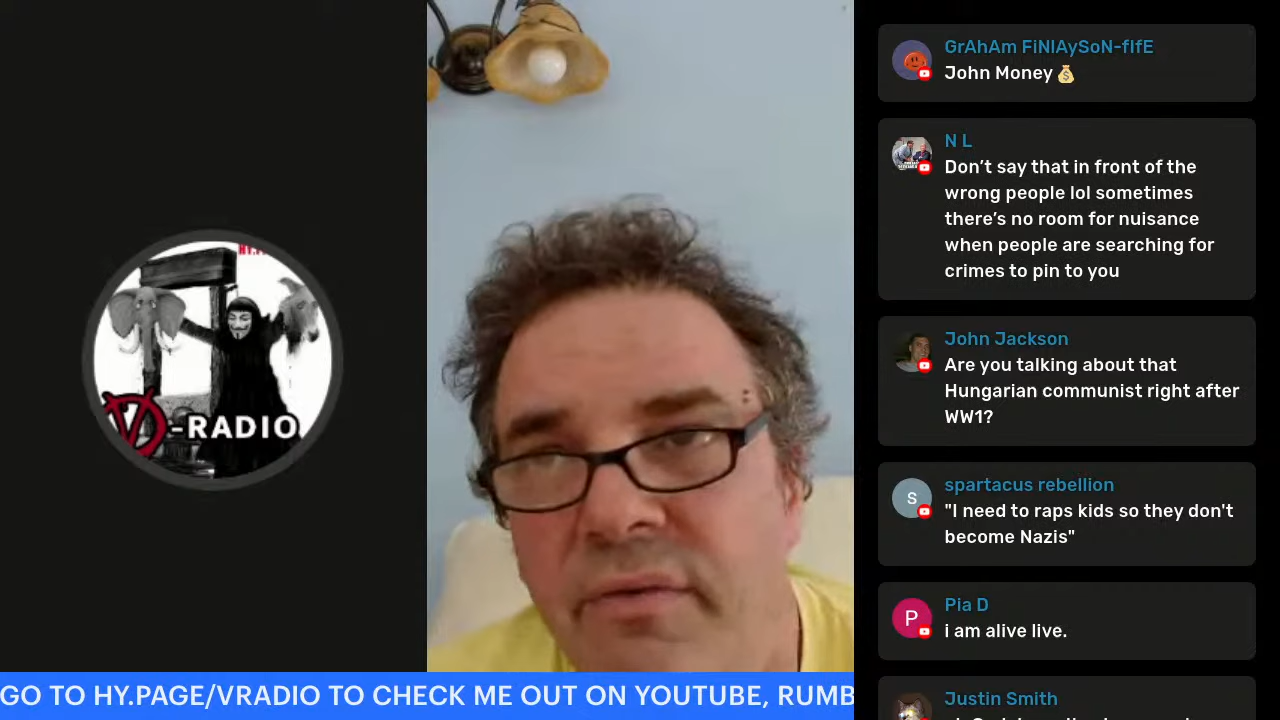 -RADIO
GO TO HY.PAGE/VRADIO TO CHECK ME OUT ON YOUTUBE, RUMB
GrAhAm FiNlAySoN-fIfE
John Money 💰
N L
Don’t say that in front of the
wrong people lol sometimes
there’s no room for nuisance
when people are searching for
crimes to pin to you
John Jackson
Are you talking about that
Hungarian communist right after
WW1?
S
spartacus rebellion
"I need to raps kids so they don't
become Nazis"
P
Pia D
i am alive live.
Justin Smith